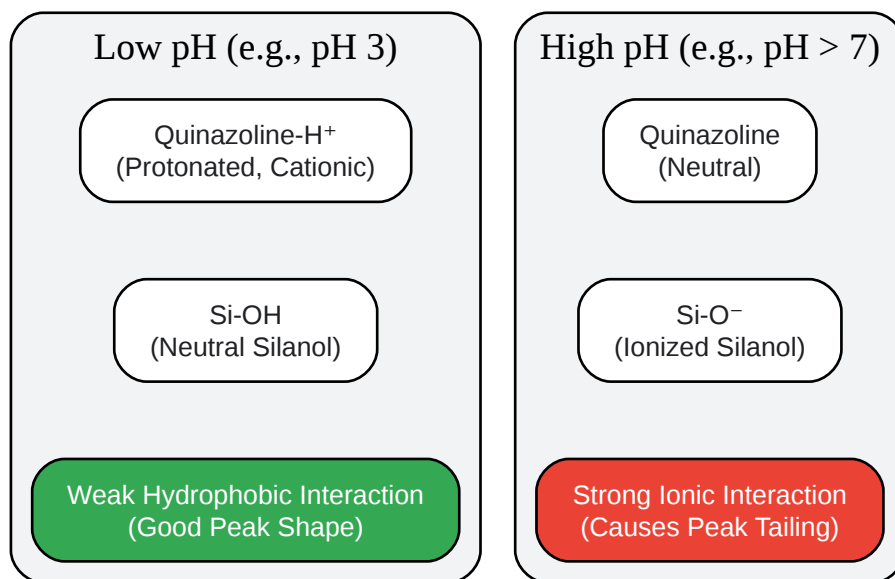 Low pH (e.g., pH 3)
Quinazoline-H⁺
(Protonated, Cationic)
Si-OH
(Neutral Silanol)
Weak Hydrophobic Interaction
(Good Peak Shape)
High pH (e.g., pH > 7)
Quinazoline
(Neutral)
Si-O⁻
(Ionized Silanol)
Strong Ionic Interaction
(Causes Peak Tailing)